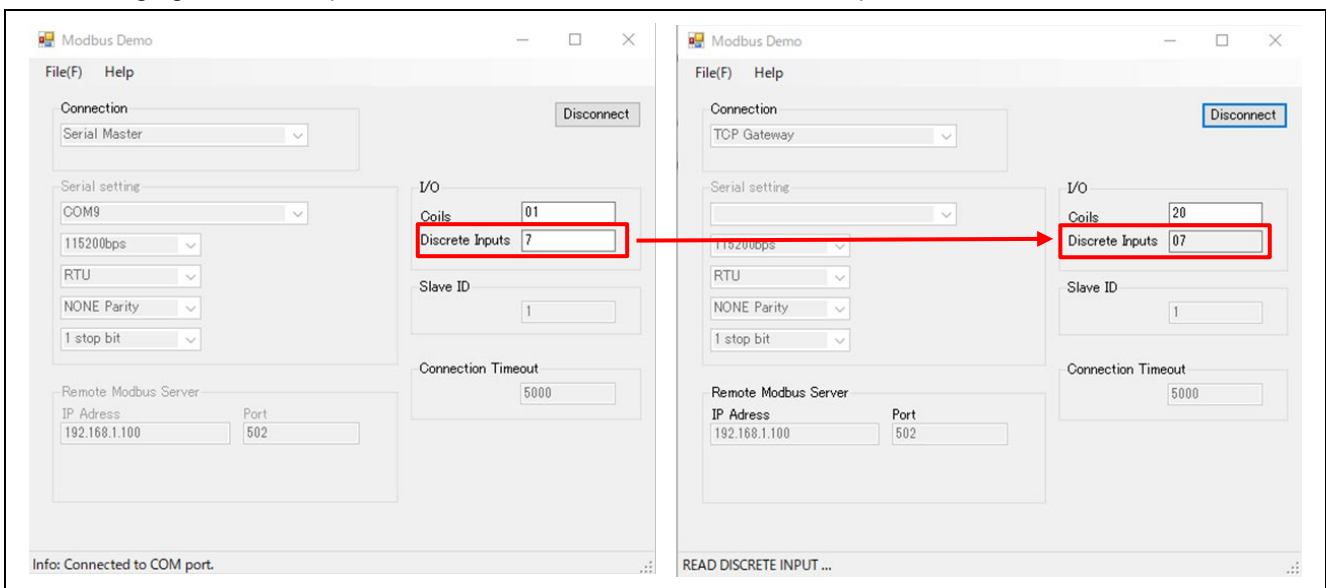 Modbus Demo
File(F) Help
Connection
Disconnect
Serial Master
Serial setting
COM9
115200bps
RTU
NONE Parity
1 stop bit
I/O
Coils 01
Discrete Inputs 7
Slave ID
1
Connection Timeout
5000
Remote Modbus Server
IP Adress Port
192.168.1.100 502
Info: Connected to COM port.
Modbus Demo
File(F) Help
Connection
Disconnect
TCP Gateway
Serial setting
115200bps
RTU
NONE Parity
1 stop bit
I/O
Coils 20
Discrete Inputs 07
Slave ID
1
Connection Timeout
5000
Remote Modbus Server
IP Adress Port
192.168.1.100 502
READ DISCRETE INPUT ...